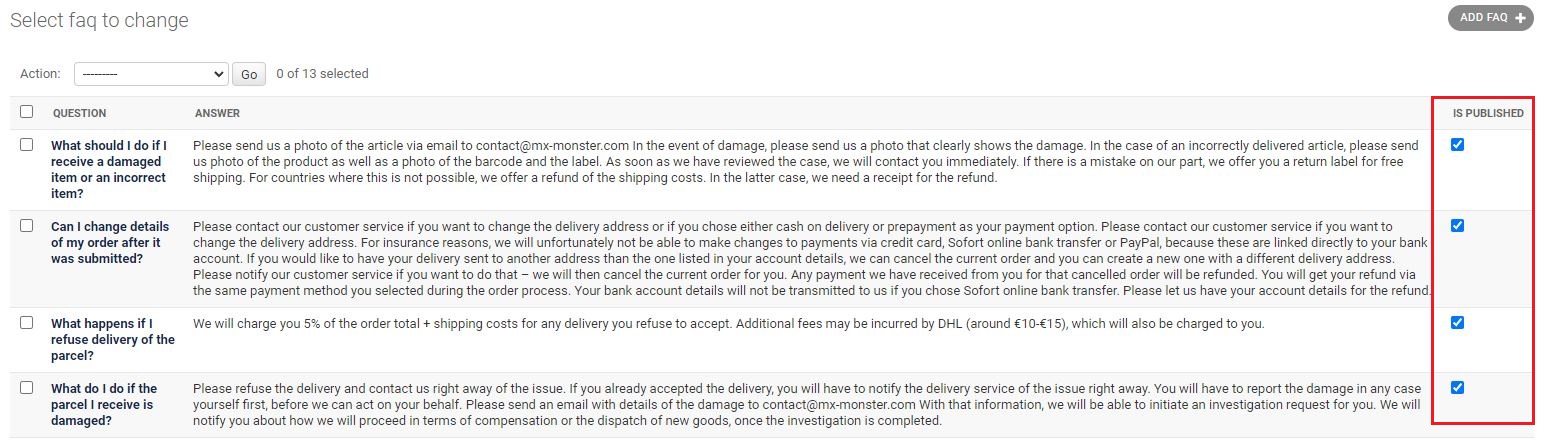 Select faq to change
ADD FAQ +
Action: --------- Go 0 of 13 selected
QUESTION ANSWER IS PUBLISHED
What should I do if I
receive a damaged
item or an incorrect
item?
Please send us a photo of the article via email to contact@mx-monster.com In the event of damage, please send us a photo that clearly shows the damage. In the case of an incorrectly delivered article, please send
us photo of the product as well as a photo of the barcode and the label. As soon as we have reviewed the case, we will contact you immediately. If there is a mistake on our part, we offer you a return label for free
shipping. For countries where this is not possible, we offer a refund of the shipping costs. In the latter case, we need a receipt for the refund.
Can I change details
of my order after it
was submitted?
Please contact our customer service if you want to change the delivery address or if you chose either cash on delivery or prepayment as your payment option. Please contact our customer service if you want to
change the delivery address. For insurance reasons, we will unfortunately not be able to make changes to payments via credit card, Sofort online bank transfer or PayPal, because these are linked directly to your bank
account. If you would like to have your delivery sent to another address than the one listed in your account details, we can cancel the current order and you can create a new one with a different delivery address.
Please notify our customer service if you want to do that – we will then cancel the current order for you. Any payment we have received from you for that cancelled order will be refunded. You will get your refund via
the same payment method you selected during the order process. Your bank account details will not be transmitted to us if you chose Sofort online bank transfer. Please let us have your account details for the refund.
What happens if I
refuse delivery of the
parcel?
We will charge you 5% of the order total + shipping costs for any delivery you refuse to accept. Additional fees may be incurred by DHL (around €10-€15), which will also be charged to you.
What do I do if the
parcel I receive is
damaged?
Please refuse the delivery and contact us right away of the issue. If you already accepted the delivery, you will have to notify the delivery service of the issue right away. You will have to report the damage in any case
yourself first, before we can act on your behalf. Please send an email with details of the damage to contact@mx-monster.com With that information, we will be able to initiate an investigation request for you. We will
notify you about how we will proceed in terms of compensation or the dispatch of new goods, once the investigation is completed.